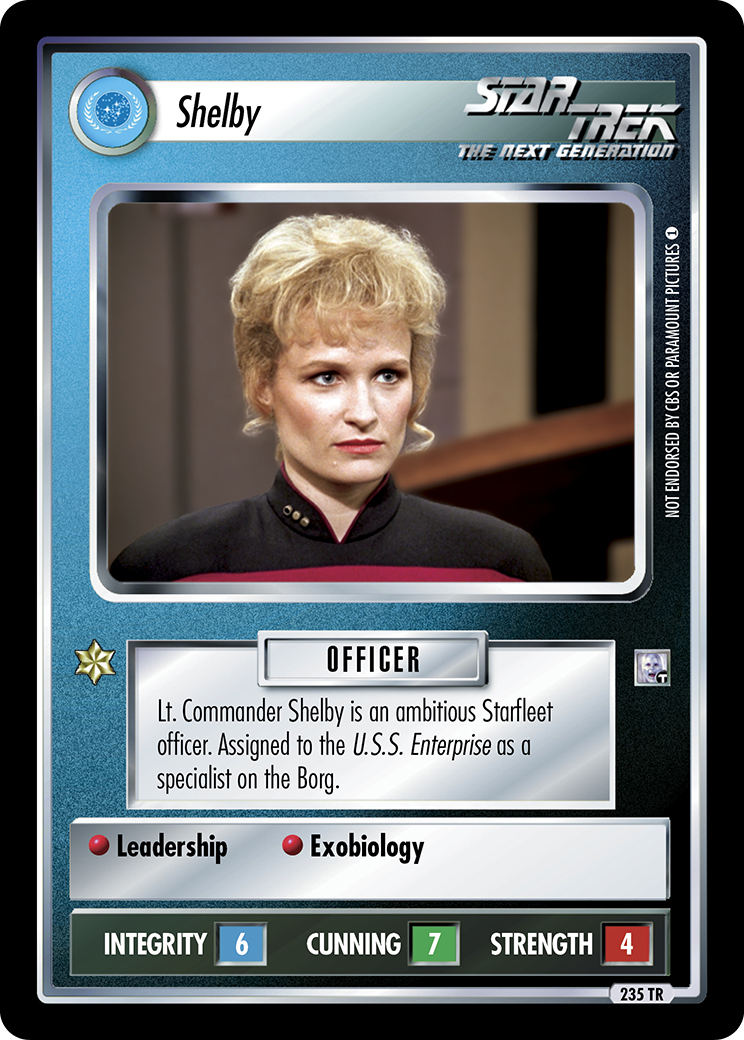 Shelby
STAR TREK
THE NEXT GENERATION
NOT ENDORSED BY CBS OR PARAMOUNT PICTURES 1
OFFICER
Lt. Commander Shelby is an ambitious Starfleet
officer. Assigned to the U.S.S. Enterprise as a
specialist on the Borg.
Leadership Exobiology
INTEGRITY 6 CUNNING 7 STRENGTH 4
235 TR